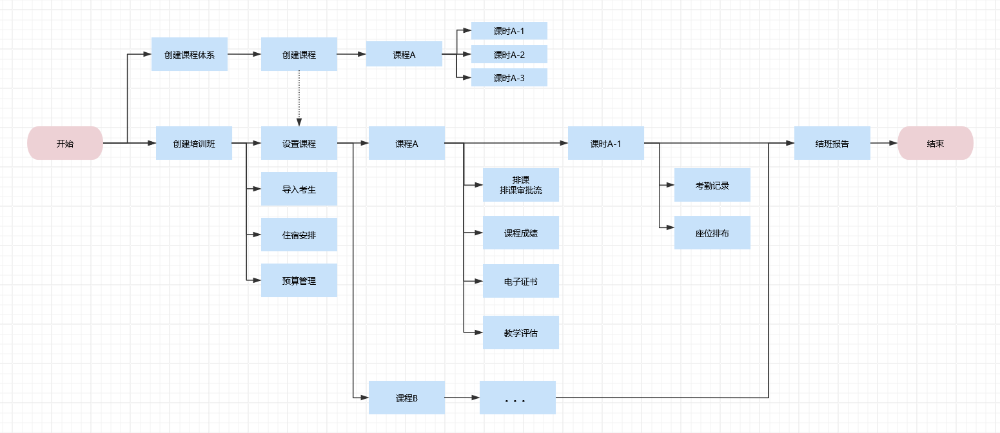 课时A-1
创建课程体系
创建课程
课程A
课时A-2
课时A-3
开始
创建培训班
设置课程
课程A
课时A-1
结班报告
结束
导入考生
排课
排课审批流
考勤记录
住宿安排
课程成绩
座位排布
预算管理
电子证书
教学评估
课程B
。。。